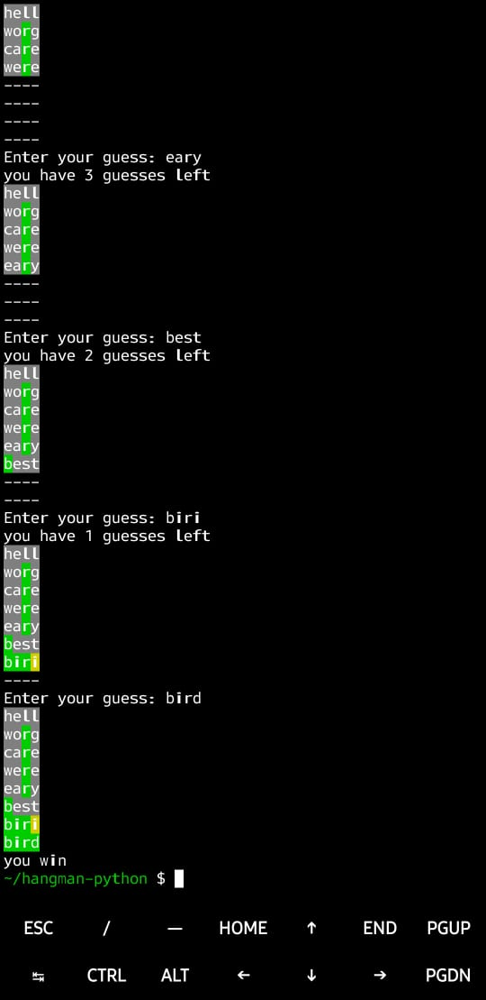 hell
worg
care
were
----
----
----
----
Enter your guess: eary
you have 3 guesses left
hell
worg
care
were
eary
----
----
----
Enter your guess: best
you have 2 guesses left
hell
worg
care
were
eary
best
----
----
Enter your guess: biri
you have 1 guesses left
hell
worg
care
were
eary
best
biri
----
Enter your guess: bird
hell
worg
care
were
eary
best
biri
bird
you win
~/hangman-python $
ESC / — HOME ↑ END PGUP
↹ CTRL ALT ← ↓ → PGDN